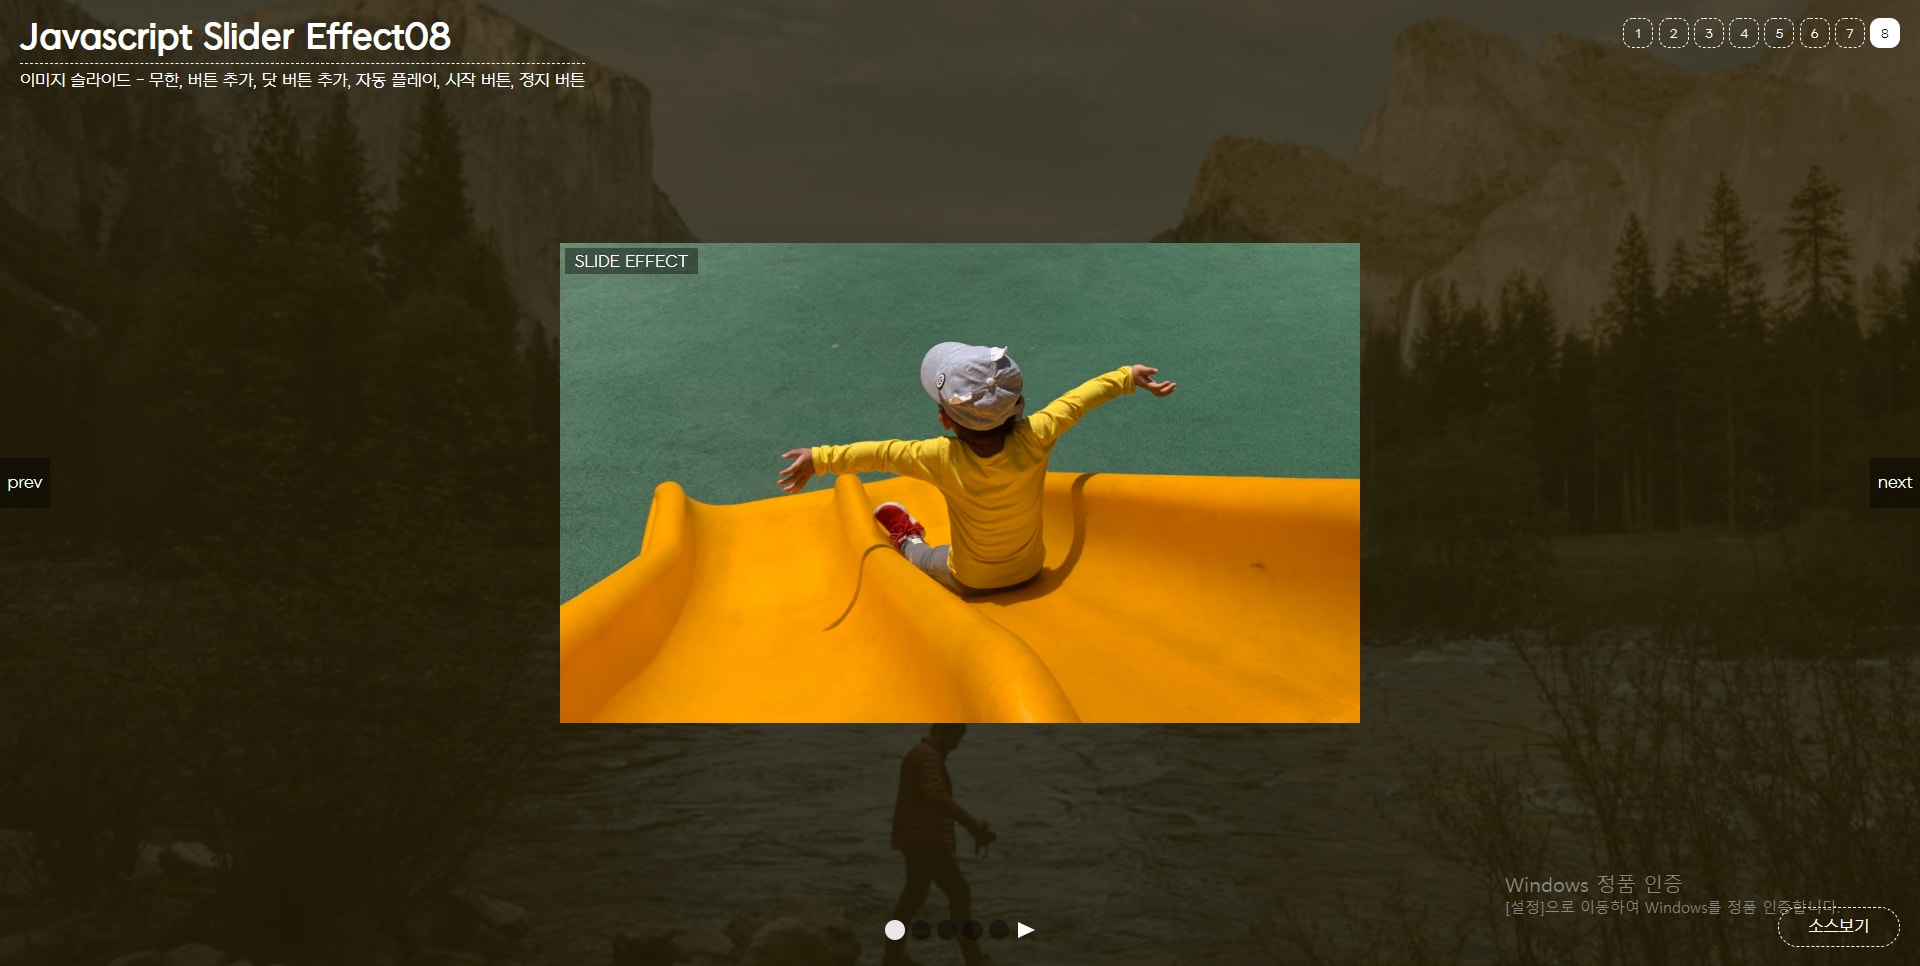 Javascript Slider Effect08
1 2 3 4 5 6 7 8
이미지 슬라이드 - 무한, 버튼 추가, 닷 버튼 추가, 자동 플레이, 시작 버튼, 정지 버튼
SLIDE EFFECT
prev
next
Windows 정품 인증
[설정]으로 이동하여 Windows를 정품 인증합니다.
소스보기